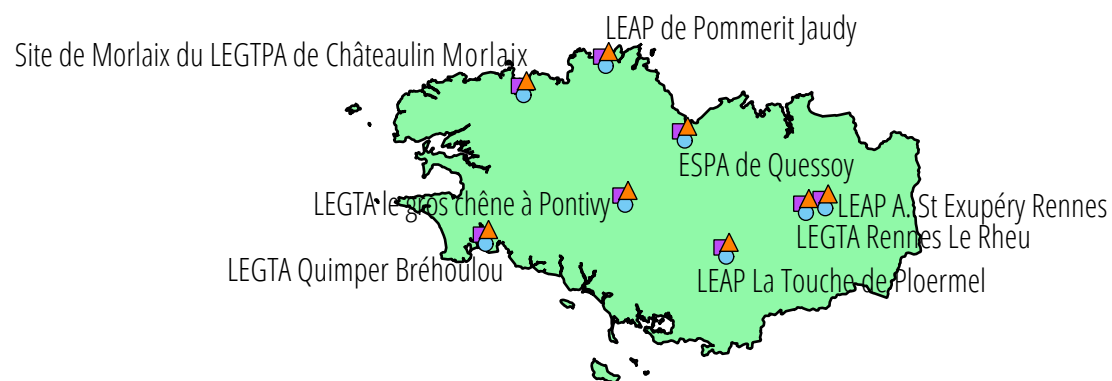 LEAP de Pommerit Jaudy
Site de Morlaix du LEGTPA de Châteaulin Morlaix
ESPA de Quessoy
LEGTA le gros chêne à Pontivy
LEAP A. St Exupéry Rennes
LEGTA Rennes Le Rheu
LEGTA Quimper Bréhoulou
LEAP La Touche de Ploermel